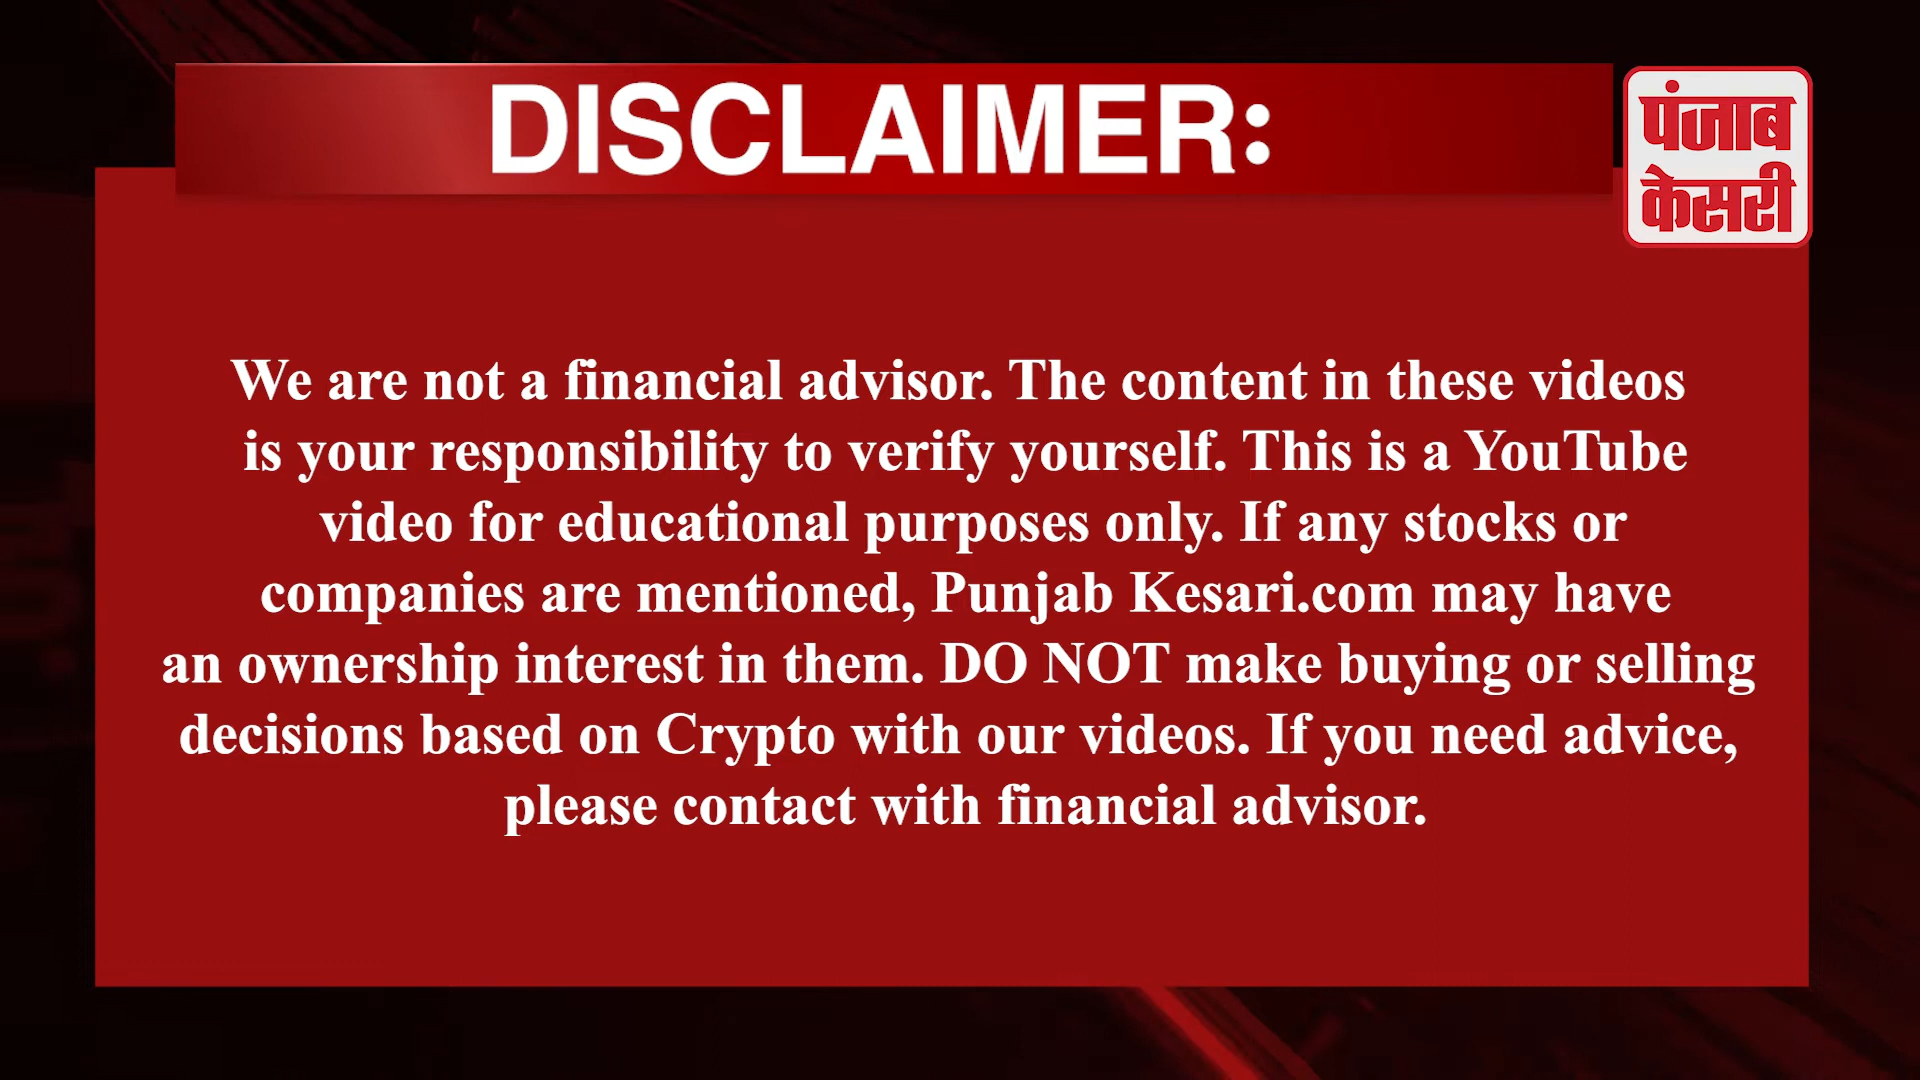 DISCLAIMER:
पंजाब
केसरी
We are not a financial advisor. The content in these videos
is your responsibility to verify yourself. This is a YouTube
video for educational purposes only. If any stocks or
companies are mentioned, Punjab Kesari.com may have
an ownership interest in them. DO NOT make buying or selling
decisions based on Crypto with our videos. If you need advice,
please contact with financial advisor.